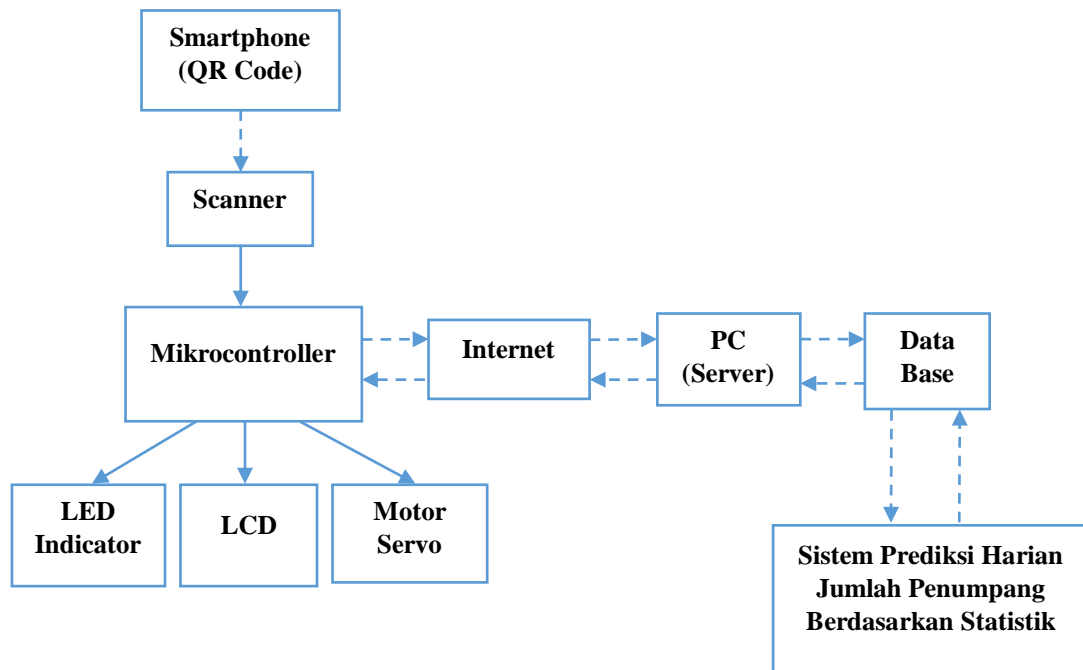 Smartphone
(QR Code)
Scanner
Mikrocontroller
Internet
PC
(Server)
Data
Base
LED
Indicator
LCD
Motor
Servo
Sistem Prediksi Harian
Jumlah Penumpang
Berdasarkan Statistik